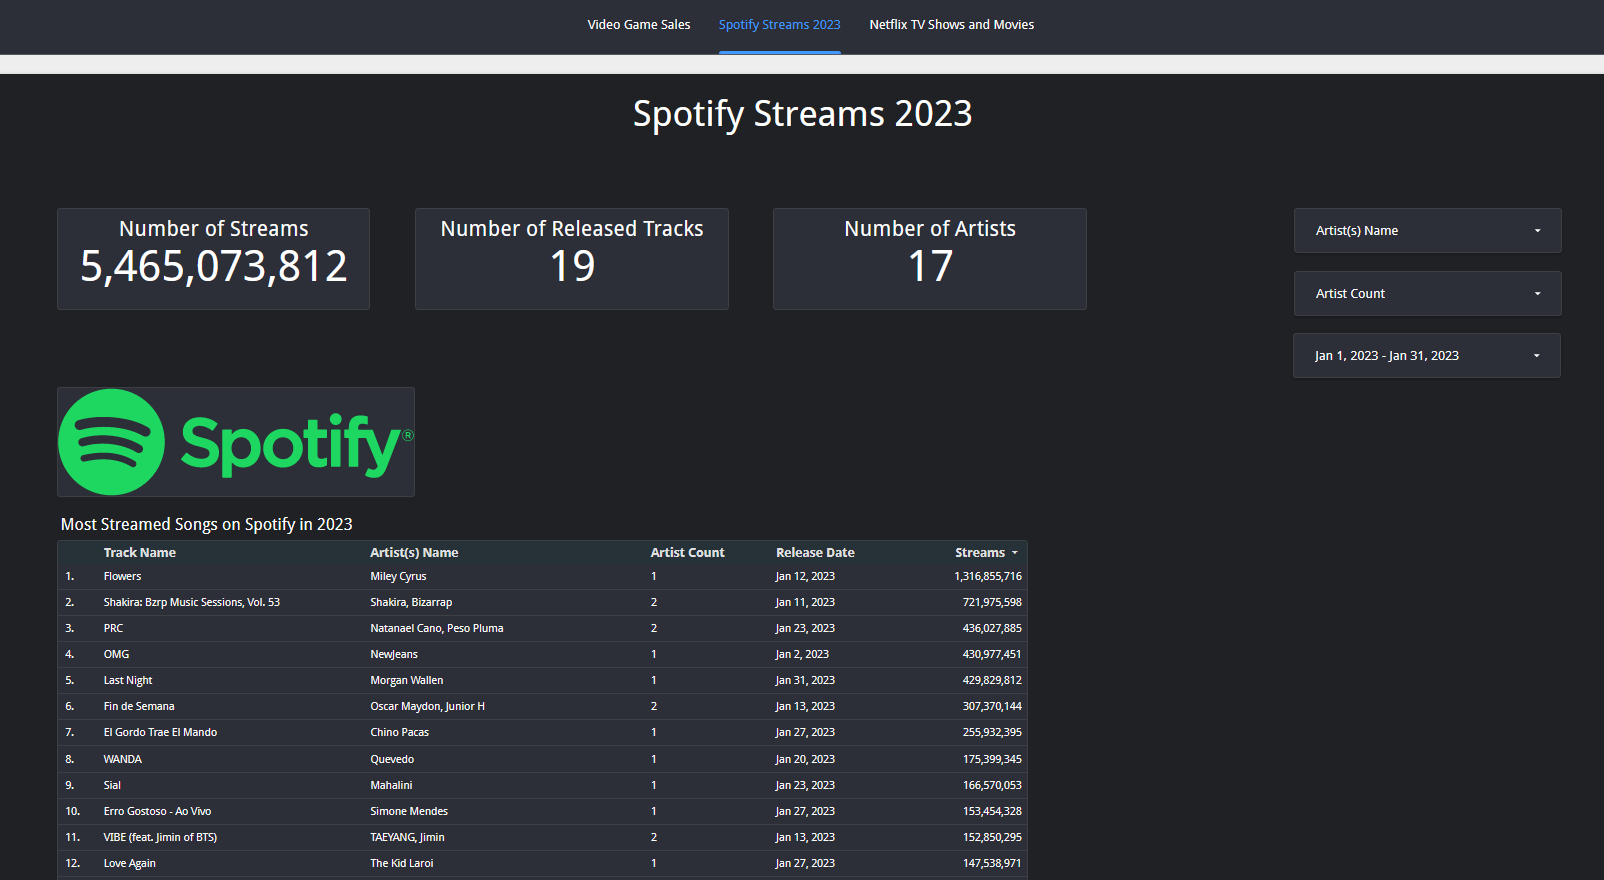 Video Game Sales Spotify Streams 2023 Netflix TV Shows and Movies
Spotify Streams 2023
Number of Streams
5,465,073,812
Number of Released Tracks
19
Number of Artists
17
Artist(s) Name
Artist Count
Jan 1, 2023 - Jan 31, 2023
Spotify®
Most Streamed Songs on Spotify in 2023
Track Name Artist(s) Name Artist Count Release Date Streams
1. Flowers Miley Cyrus 1 Jan 12, 2023 1,316,855,716
2. Shakira: Bzrp Music Sessions, Vol. 53 Shakira, Bizarrap 2 Jan 11, 2023 721,975,598
3. PRC Natanael Cano, Peso Pluma 2 Jan 23, 2023 436,027,885
4. OMG NewJeans 1 Jan 2, 2023 430,977,451
5. Last Night Morgan Wallen 1 Jan 31, 2023 429,829,812
6. Fin de Semana Oscar Maydon, Junior H 2 Jan 13, 2023 307,370,144
7. El Gordo Trae El Mando Chino Pacas 1 Jan 27, 2023 255,932,395
8. WANDA Quevedo 1 Jan 20, 2023 175,399,345
9. Sial Mahalini 1 Jan 23, 2023 166,570,053
10. Erro Gostoso - Ao Vivo Simone Mendes 1 Jan 27, 2023 153,454,328
11. VIBE (feat. Jimin of BTS) TAEYANG, Jimin 2 Jan 13, 2023 152,850,295
12. Love Again The Kid Laroi 1 Jan 27, 2023 147,538,971